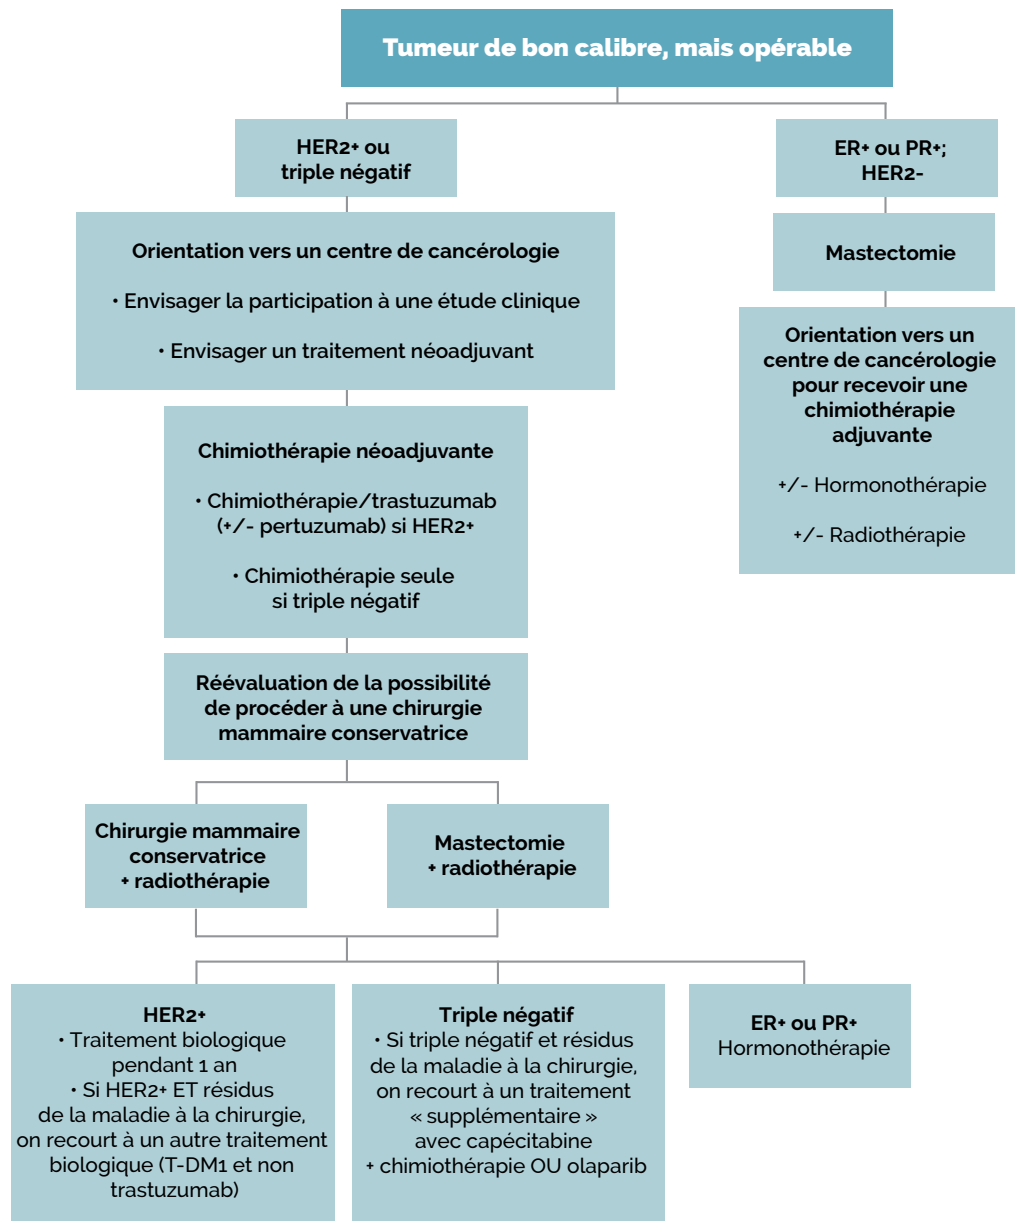 Tumeur de bon calibre, mais opérable
HER2+ ou
triple négatif
ER+ ou PR+;
HER2-
Orientation vers un centre de cancérologie
• Envisager la participation à une étude clinique
• Envisager un traitement néoadjuvant
Mastectomie
Orientation vers un
centre de cancérologie
pour recevoir une
chimiothérapie
adjuvante
+/- Hormonothérapie
+/- Radiothérapie
Chimiothérapie néoadjuvante
• Chimiothérapie/trastuzumab
(+/- pertuzumab) si HER2+
• Chimiothérapie seule
si triple négatif
Réévaluation de la possibilité
de procéder à une chirurgie
mammaire conservatrice
Chirurgie mammaire
conservatrice
+ radiothérapie
Mastectomie
+ radiothérapie
HER2+
• Traitement biologique
pendant 1 an
• Si HER2+ ET résidus
de la maladie à la chirurgie,
on recourt à un autre traitement
biologique (T-DM1 et non
trastuzumab)
Triple négatif
• Si triple négatif et résidus
de la maladie à la chirurgie,
on recourt à un traitement
« supplémentaire »
avec capécitabine
+ chimiothérapie OU olaparib
ER+ ou PR+
Hormonothérapie